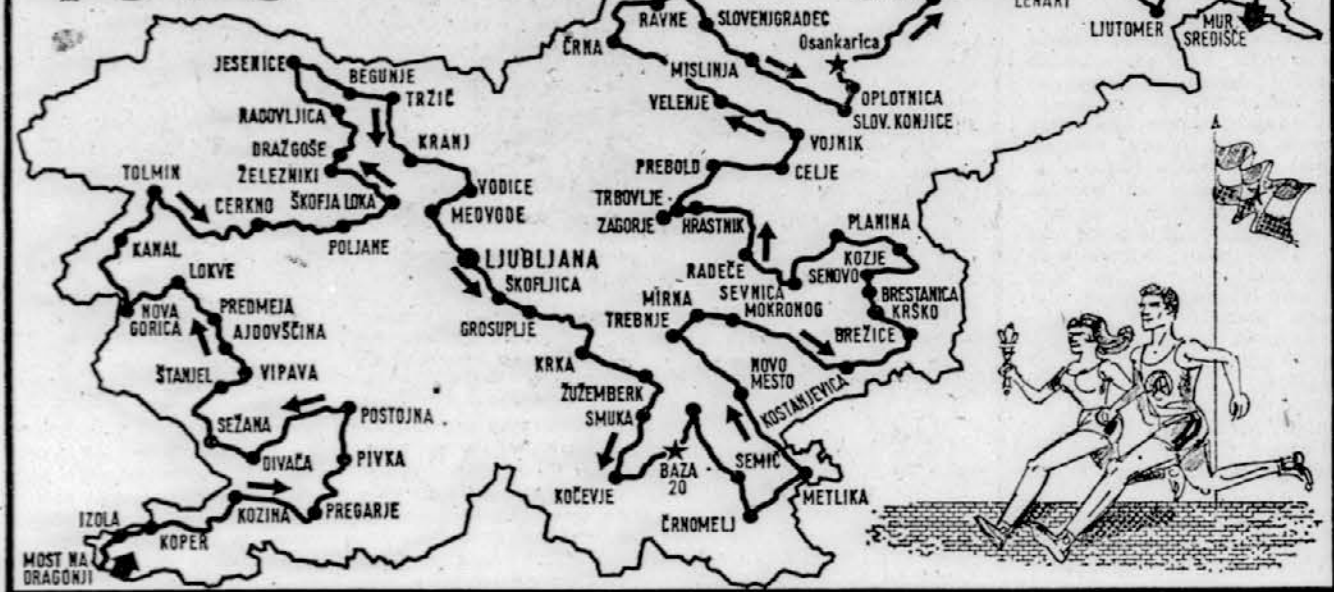 RAVNE
SLOVENJGRADEC
LENART
LJUTOMER
MUR.
SREDIŠĆE
ČRNA
Osankarica
JESENICE
BEGUNJE
MISLINJA
TRŽIČ
VELENJE
OPLOTNICA
RADOVLJICA
SLOV. KONJICE
KRANJ
VOJNIK
DRAŽGOŠE
PREBOLD
CELJE
TOLMIN
ŽELEZNIKI
VODICE
TRBOVLJE
CERKNO
ŠKOFJA LOKA
MEDVODE
ZAGORJE
HRASTNIK
PLANINA
KANAL
POLJANE
LJUBLJANA
KOZJE
RADEČE
SENOVO
LOKVE
ŠKOFLJICA
SEVNICA
MIRNA
BRESTANICA
NOVA
GORICA
PREDMEJA
MOKRONOG
KRŠKO
AJDOVŠČINA
GROSUPLJE
TREBNJE
BREŽICE
KRKA
NOVO
MESTO
ŠTANJEL
VIPAVA
ŽUŽEMBERK
KOSTANJEVICA
SMUKA
SEŽANA
POSTOJNA
DIVAČA
PIVKA
BAZA
20
SEMIČ
KOČEVJE
METLIKA
IZOLA
KOZINA
PREGARJE
ČRNOMELJ
KOPER
MOST NA
DRAGONJI